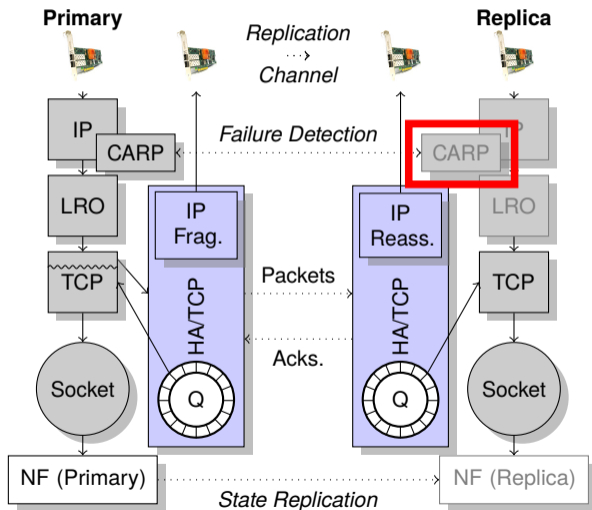 Primary
Replication
Channel
Replica
IP
CARP
Failure Detection
CARP
IP
LRO
IP
Frag.
IP
Reass.
LRO
TCP
HA/TCP
Packets
HA/TCP
TCP
Acks.
Socket
Q
Q
Socket
NF (Primary)
NF (Replica)
State Replication